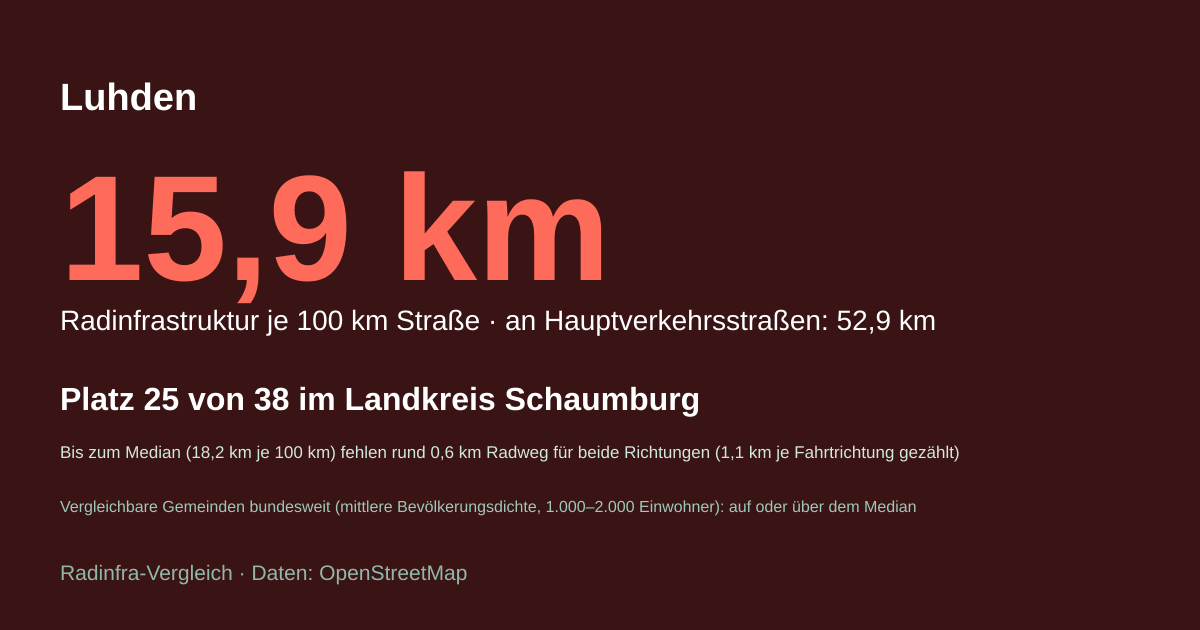 Luhden
15,9 km
Radinfrastruktur je 100 km Straße · an Hauptverkehrsstraßen: 52,9 km
Platz 25 von 38 im Landkreis Schaumburg
Bis zum Median (18,2 km je 100 km) fehlen rund 0,6 km Radweg für beide Richtungen (1,1 km je Fahrtrichtung gezählt)
Vergleichbare Gemeinden bundesweit (mittlere Bevölkerungsdichte, 1.000–2.000 Einwohner): auf oder über dem Median
Radinfra-Vergleich · Daten: OpenStreetMap